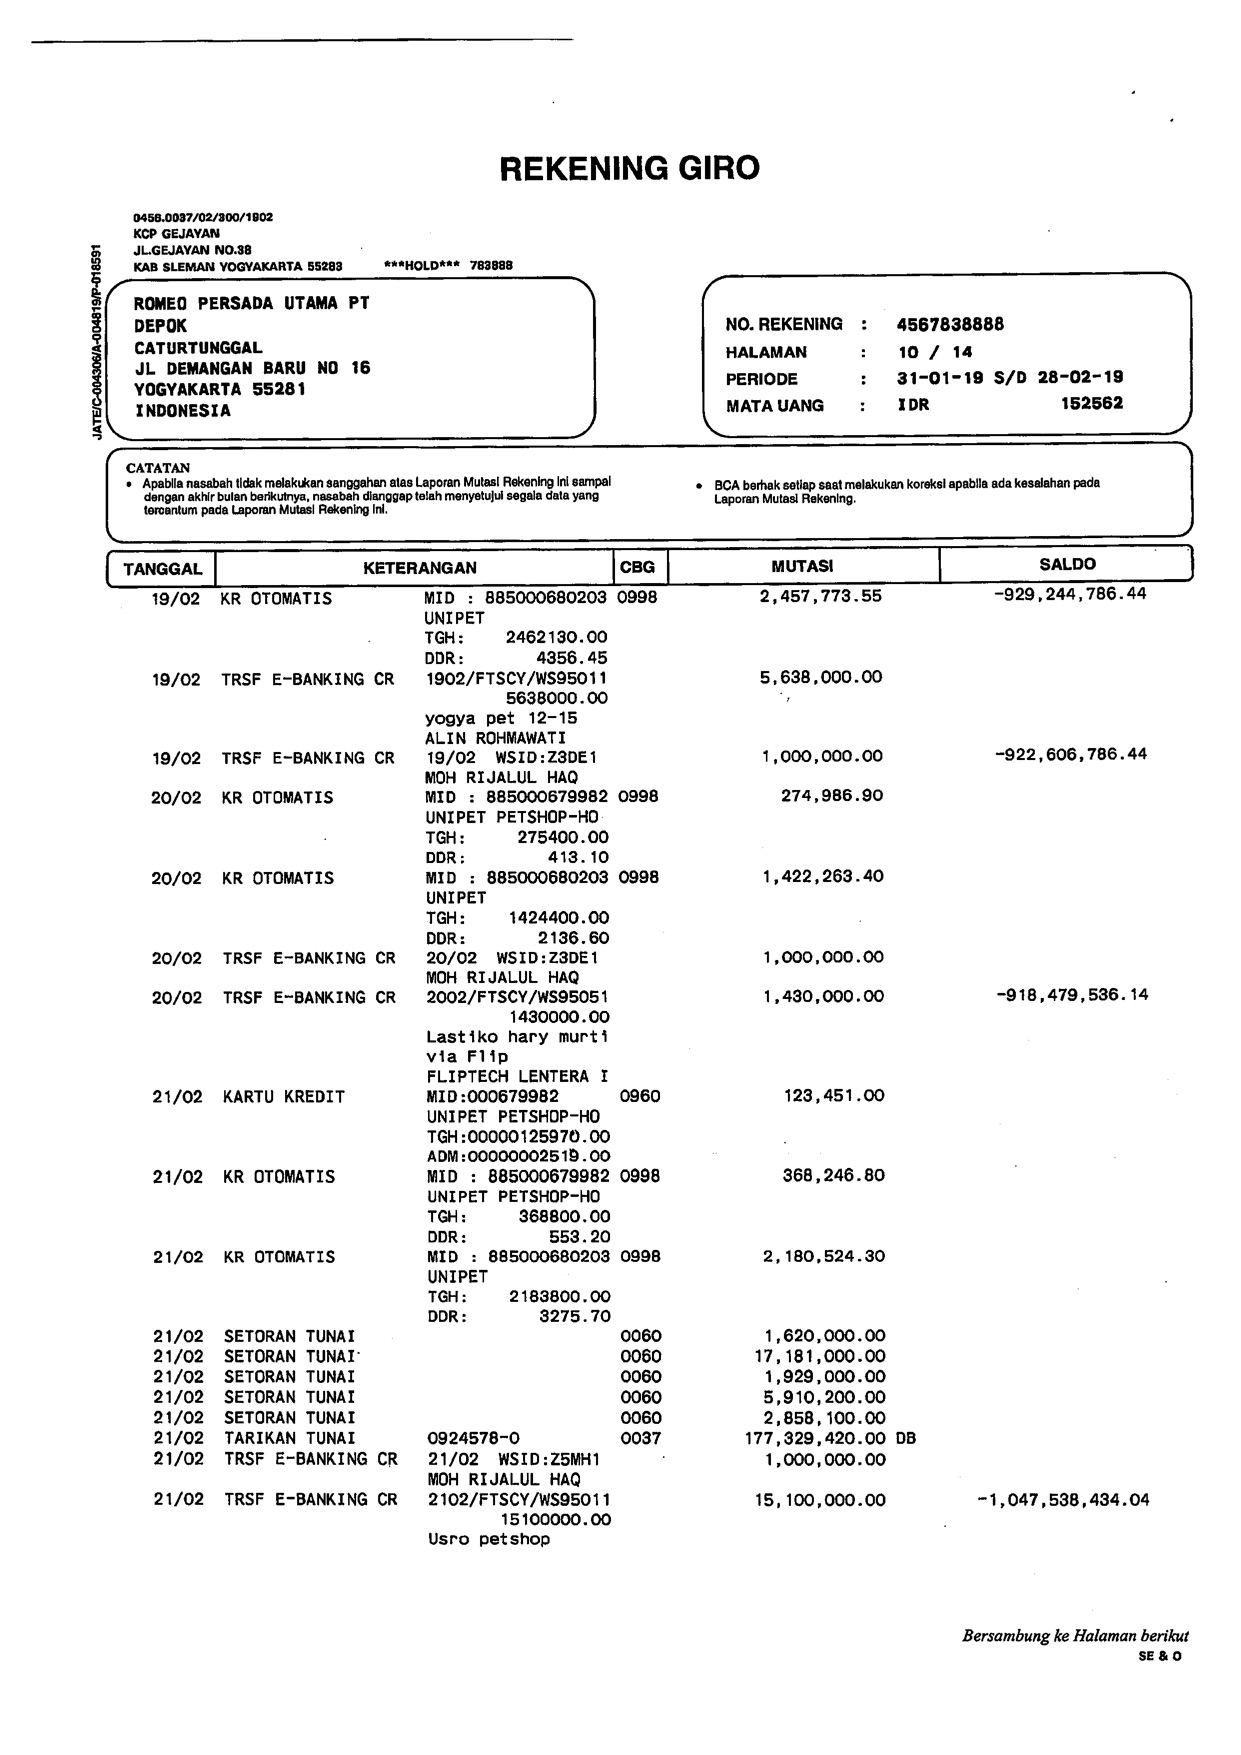 REKENING GIRO
0456.0037/02/300/1902
KCP GEJAYAN
JL.GEJAYAN NO.38
KAB SLEMAN YOGYAKARTA 55283 ***HOLD*** 783888
JATE/C-004306/A-004819/P-018591
ROMEO PERSADA UTAMA PT
DEPOK
CATURTUNGGAL
JL DEMANGAN BARU NO 16
YOGYAKARTA 55281
INDONESIA
NO. REKENING : 4567838888
HALAMAN : 10 / 14
PERIODE : 31-01-19 S/D 28-02-19
MATA UANG : IDR 152562
CATATAN
• Apabila nasabah tidak melakukan sanggahan atas Laporan Mutasi Rekening ini sampai
dengan akhir bulan berikutnya, nasabah dianggap telah menyetujui segala data yang
tercantum pada Laporan Mutasi Rekening ini.
• BCA berhak setiap saat melakukan koreksi apabila ada kesalahan pada
Laporan Mutasi Rekening.
TANGGAL KETERANGAN CBG MUTASI SALDO
19/02 KR OTOMATIS MID : 885000680203 0998 2,457,773.55 -929,244,786.44
UNIPET
TGH: 2462130.00
DDR: 4356.45
19/02 TRSF E-BANKING CR 1902/FTSCY/WS95011 5,638,000.00
5638000.00
yogya pet 12-15
ALIN ROHMAWATI
19/02 TRSF E-BANKING CR 19/02 WSID:Z3DE1 1,000,000.00 -922,606,786.44
MOH RIJALUL HAQ
20/02 KR OTOMATIS MID : 885000679982 0998 274,986.90
UNIPET PETSHOP-HO
TGH: 275400.00
DDR: 413.10
20/02 KR OTOMATIS MID : 885000680203 0998 1,422,263.40
UNIPET
TGH: 1424400.00
DDR: 2136.60
20/02 TRSF E-BANKING CR 20/02 WSID:Z3DE1 1,000,000.00
MOH RIJALUL HAQ
20/02 TRSF E-BANKING CR 2002/FTSCY/WS95051 1,430,000.00 -918,479,536.14
1430000.00
Lastiko hary murti
via Flip
FLIPTECH LENTERA I
21/02 KARTU KREDIT MID:000679982 0960 123,451.00
UNIPET PETSHOP-HO
TGH:00000125970.00
ADM:00000002519.00
21/02 KR OTOMATIS MID : 885000679982 0998 368,246.80
UNIPET PETSHOP-HO
TGH: 368800.00
DDR: 553.20
21/02 KR OTOMATIS MID : 885000680203 0998 2,180,524.30
UNIPET
TGH: 2183800.00
DDR: 3275.70
21/02 SETORAN TUNAI 0060 1,620,000.00
21/02 SETORAN TUNAI 0060 17,181,000.00
21/02 SETORAN TUNAI 0060 1,929,000.00
21/02 SETORAN TUNAI 0060 5,910,200.00
21/02 SETORAN TUNAI 0060 2,858,100.00
21/02 TARIKAN TUNAI 0924578-0 0037 177,329,420.00 DB
21/02 TRSF E-BANKING CR 21/02 WSID:Z5MH1 1,000,000.00
MOH RIJALUL HAQ
21/02 TRSF E-BANKING CR 2102/FTSCY/WS95011 15,100,000.00 -1,047,538,434.04
15100000.00
Usro petshop
Bersambung ke Halaman berikut
SE & O